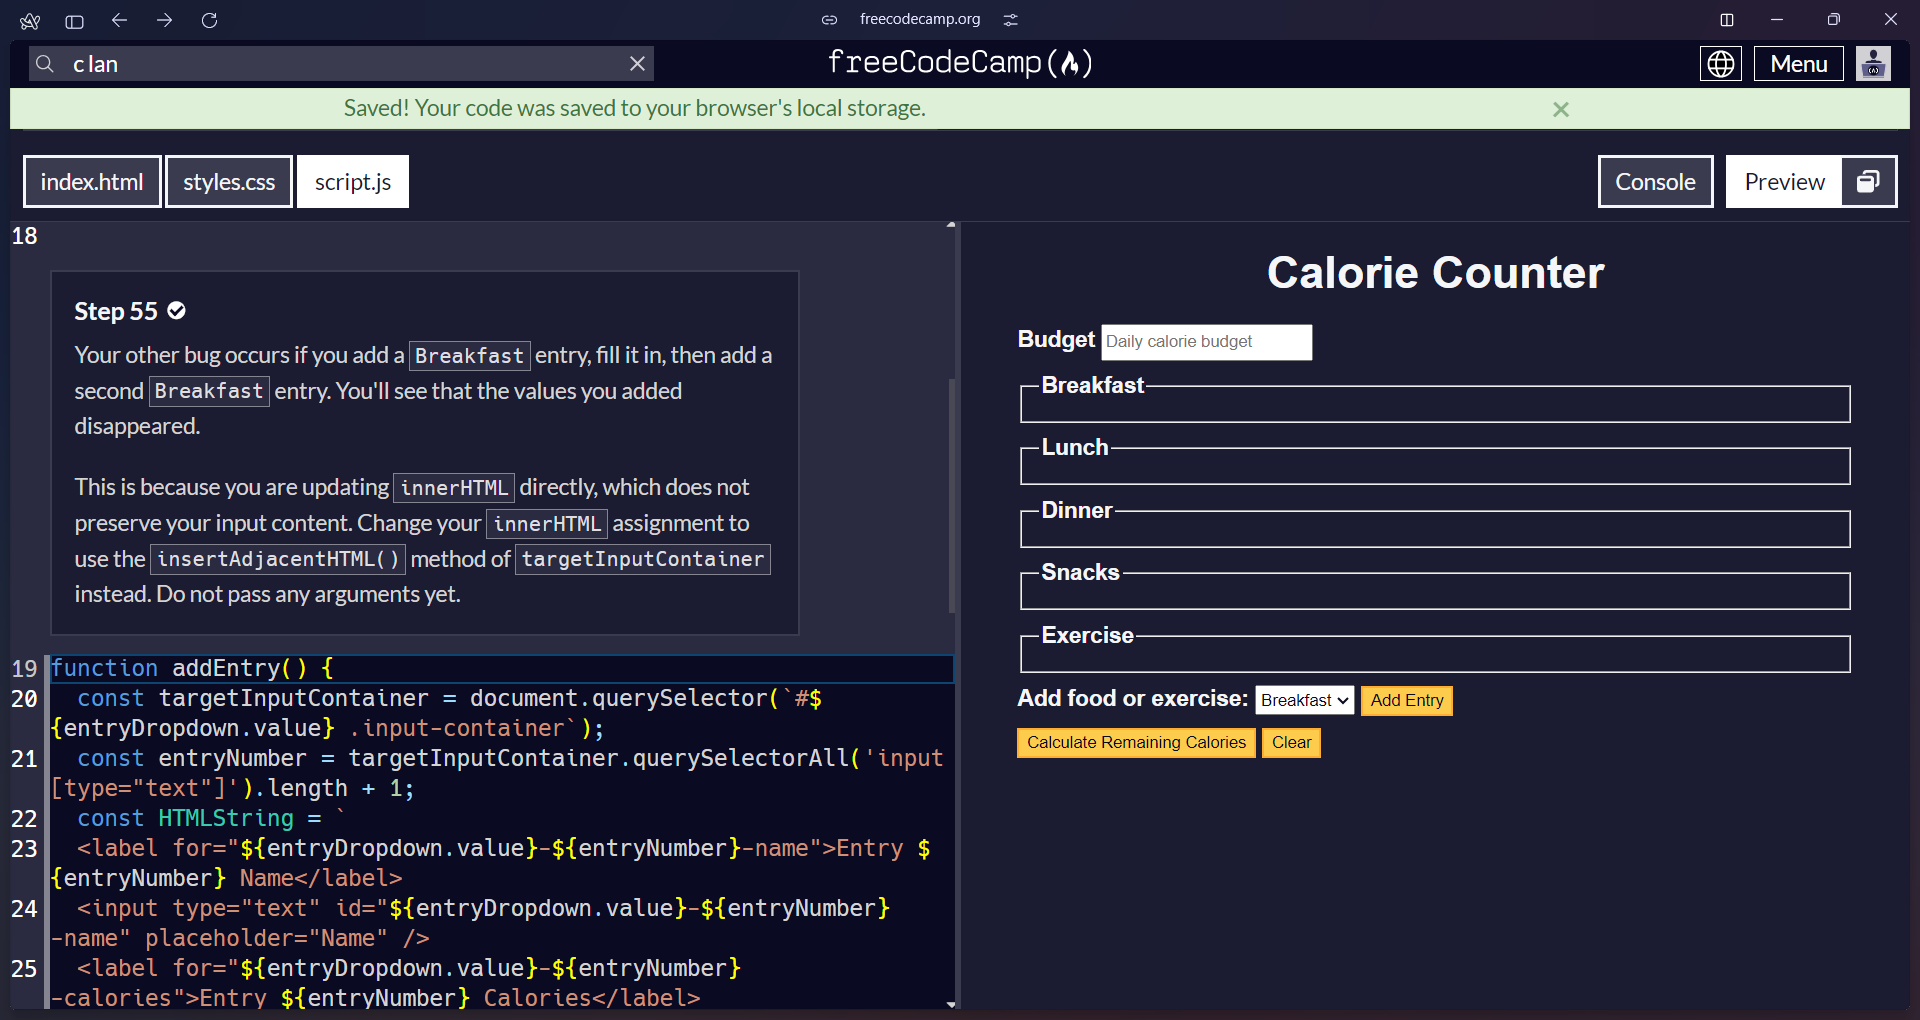 freecodecamp.org
c lan
freeCodeCamp
Menu
Saved! Your code was saved to your browser's local storage.
index.html
styles.css
script.js
Console
Preview
18
Step 55
Your other bug occurs if you add a Breakfast entry, fill it in, then add a
second Breakfast entry. You'll see that the values you added
disappeared.
This is because you are updating innerHTML directly, which does not
preserve your input content. Change your innerHTML assignment to
use the insertAdjacentHTML() method of targetInputContainer
instead. Do not pass any arguments yet.
19 function addEntry() {
20 const targetInputContainer = document.querySelector(`#$
{entryDropdown.value} .input-container`);
21 const entryNumber = targetInputContainer.querySelectorAll('input
[type="text"]').length + 1;
22 const HTMLString = `
23 <label for="${entryDropdown.value}-${entryNumber}-name">Entry $
{entryNumber} Name</label>
24 <input type="text" id="${entryDropdown.value}-${entryNumber}
-name" placeholder="Name" />
25 <label for="${entryDropdown.value}-${entryNumber}
-calories">Entry ${entryNumber} Calories</label>
Calorie Counter
Budget Daily calorie budget
Breakfast
Lunch
Dinner
Snacks
Exercise
Add food or exercise: Breakfast Add Entry
Calculate Remaining Calories Clear